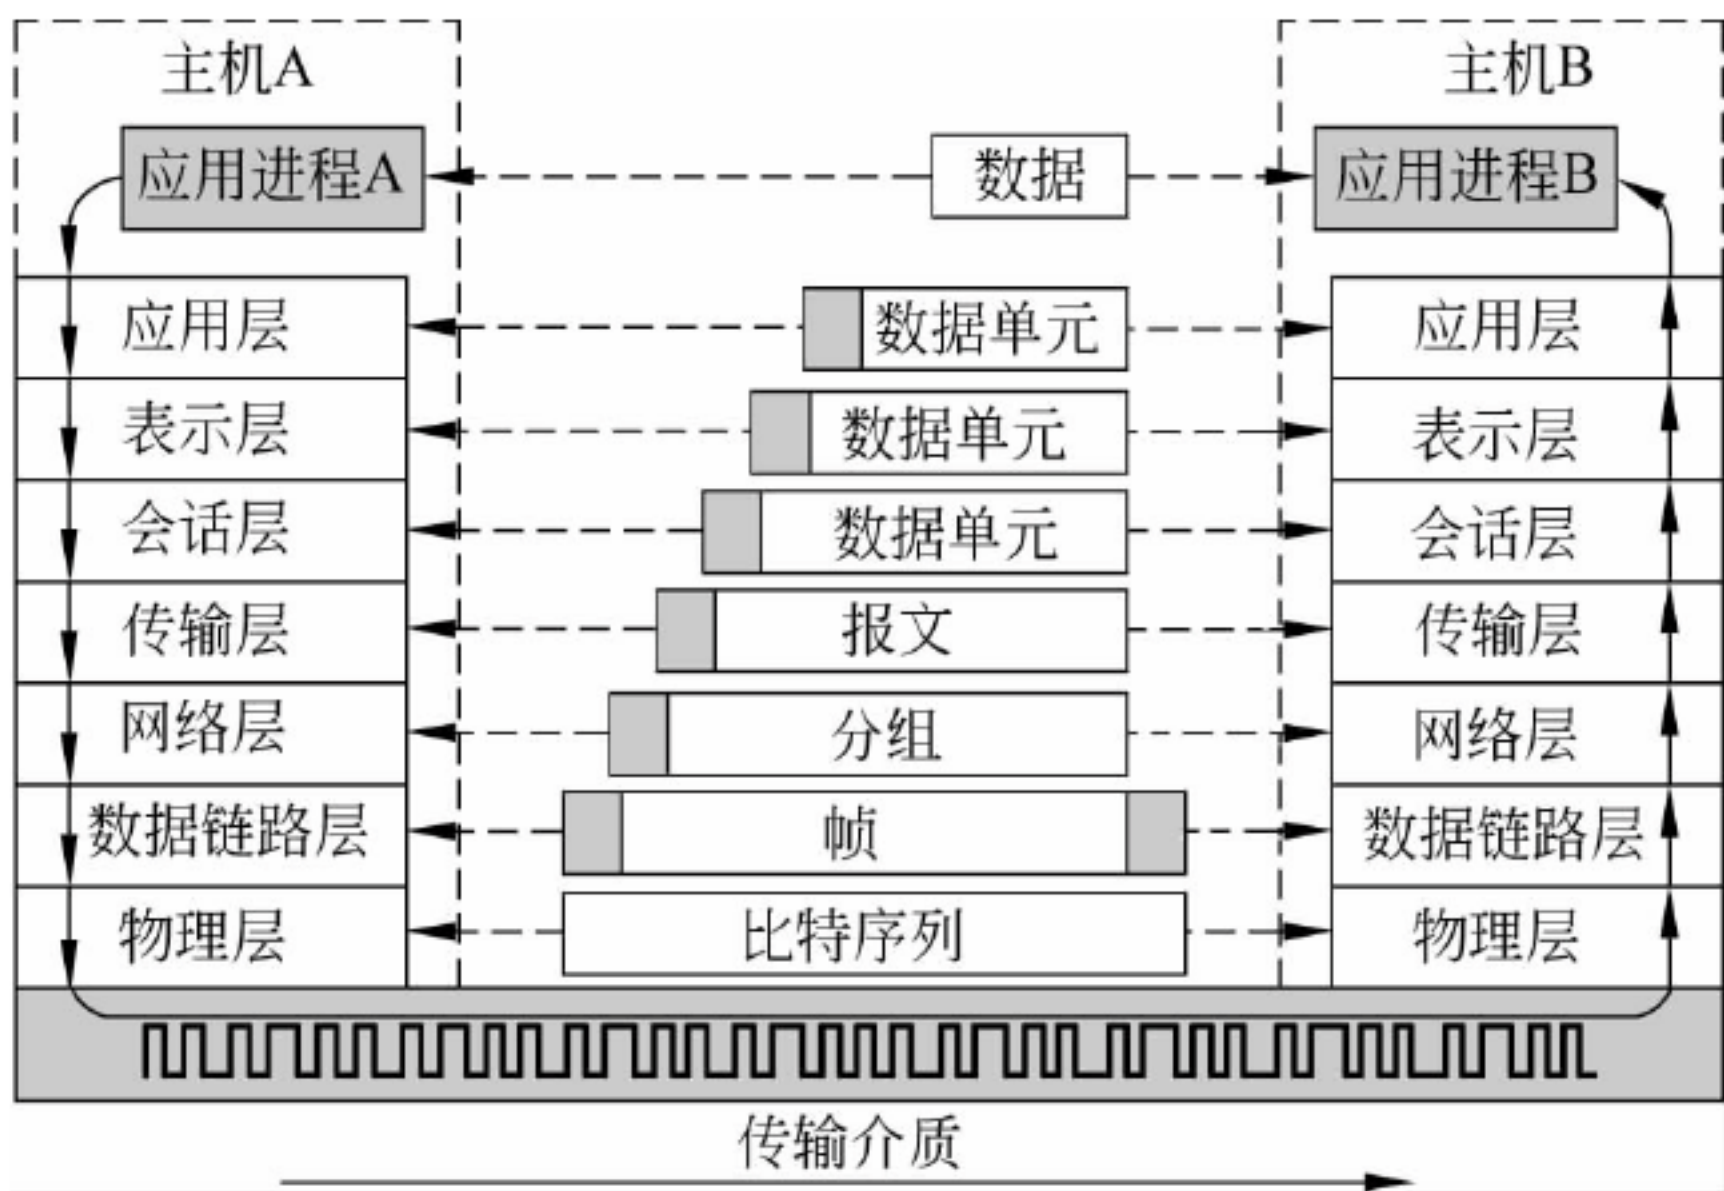 主机A
主机B
应用进程A
数据
应用进程B
应用层
数据单元
应用层
表示层
数据单元
表示层
会话层
数据单元
会话层
传输层
报文
传输层
网络层
分组
网络层
数据链路层
帧
数据链路层
物理层
比特序列
物理层
传输介质